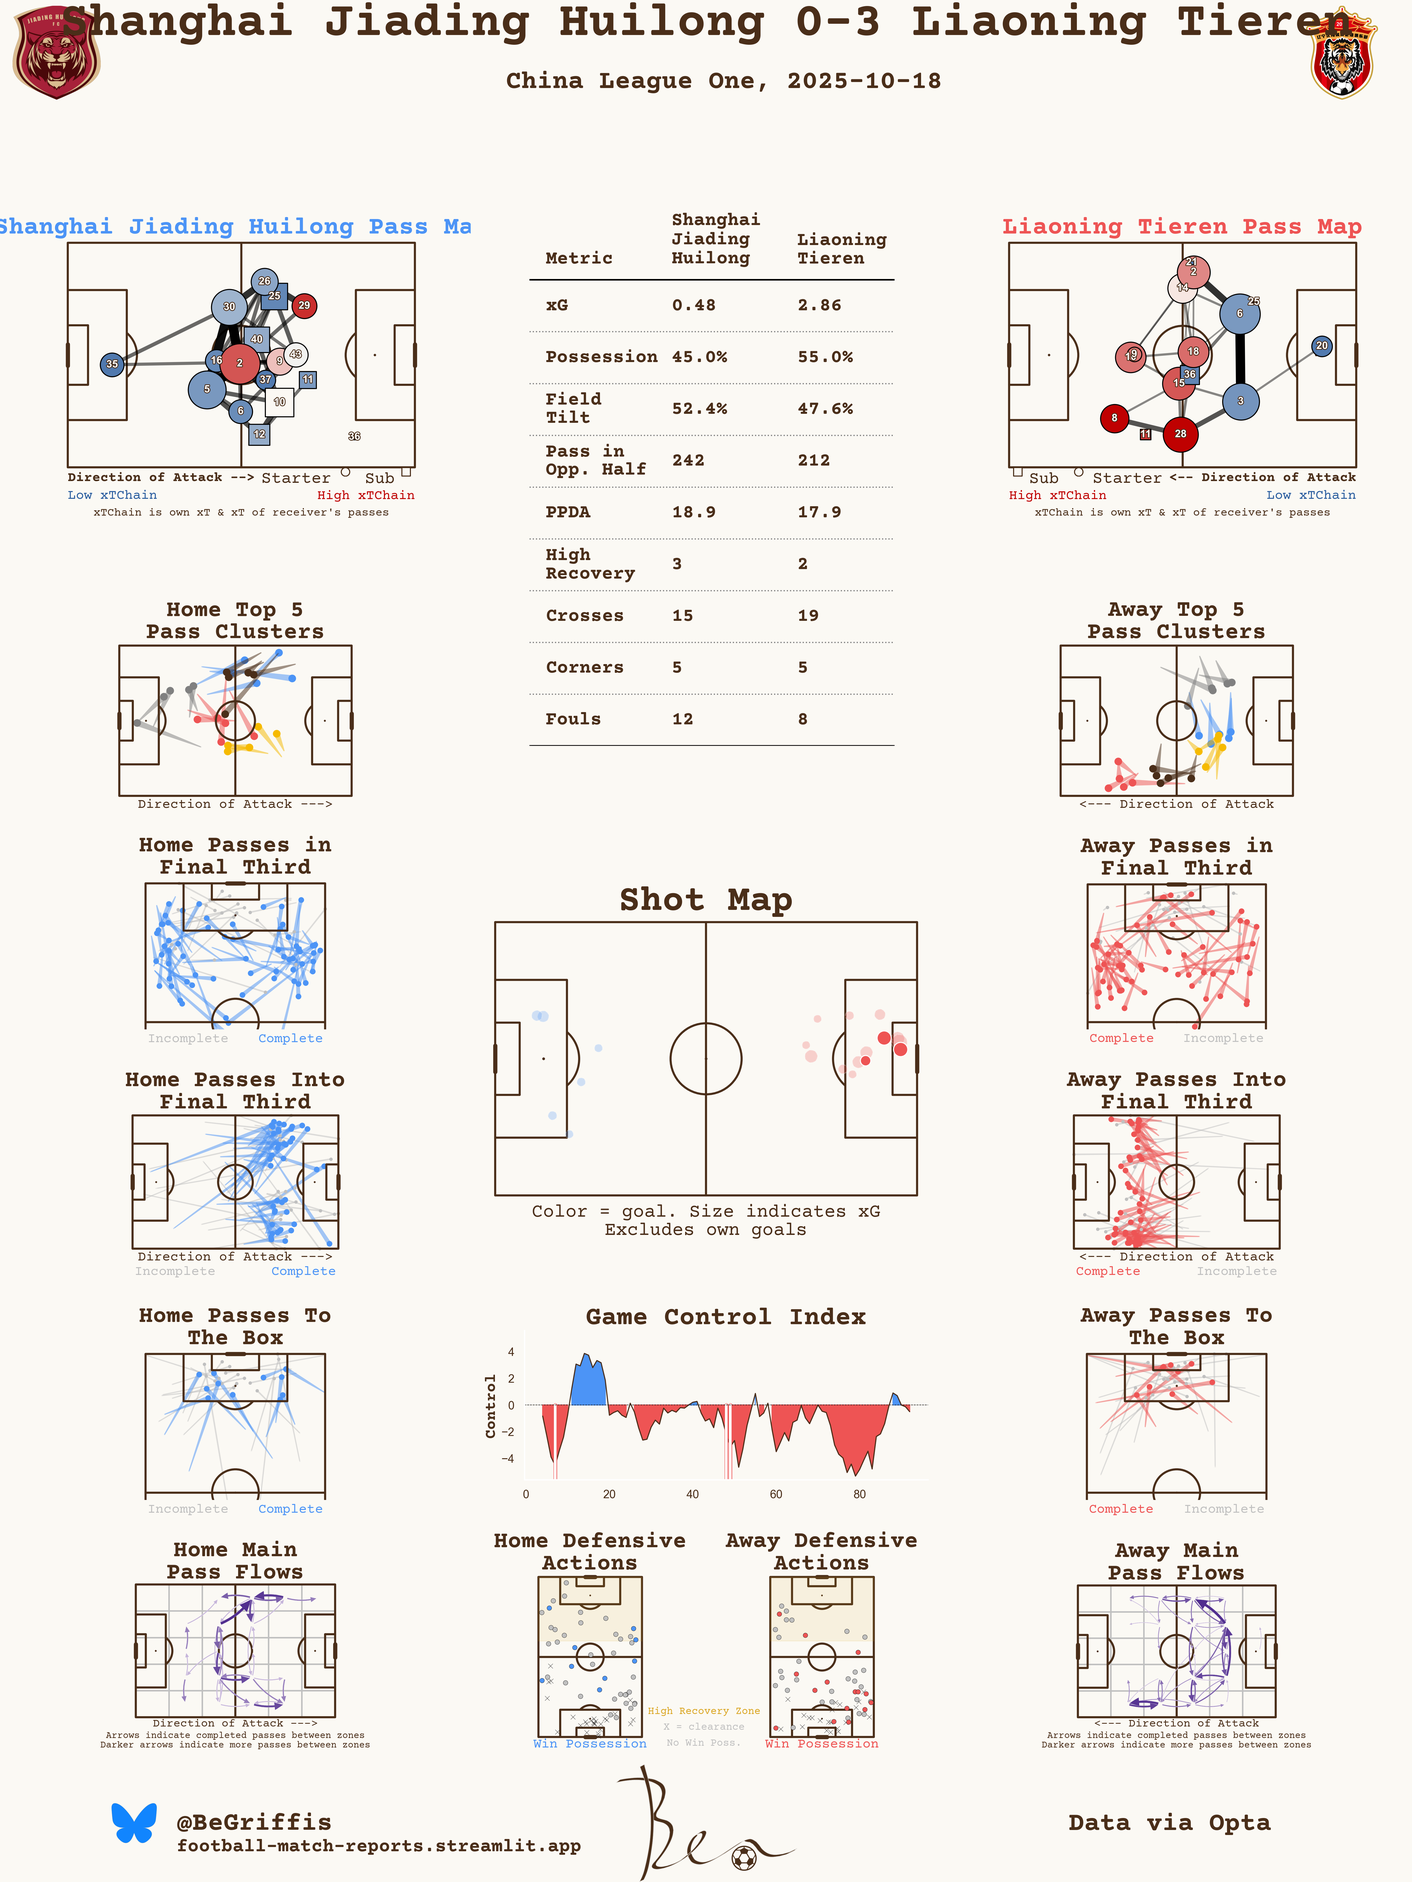 Shanghai Jiading Huilong 0-3 Liaoning Tieren
China League One, 2025-10-18
Shanghai Jiading Huilong Pass Ma
26
25
30
29
40
16
2
9
43
35
37
11
5
10
6
12
36
Direction of Attack --> Starter Sub
Low xTChain High xTChain
xTChain is own xT & xT of receiver's passes
Metric Shanghai Jiading Huilong Liaoning Tieren
xG 0.48 2.86
Possession 45.0% 55.0%
Field Tilt 52.4% 47.6%
Pass in Opp. Half 242 212
PPDA 18.9 17.9
High Recovery 3 2
Crosses 15 19
Corners 5 5
Fouls 12 8
Liaoning Tieren Pass Map
21
2
14
25
6
20
9
18
36
15
3
8
11
28
Sub Starter <-- Direction of Attack
High xTChain Low xTChain
xTChain is own xT & xT of receiver's passes
Home Top 5
Pass Clusters
Direction of Attack --->
Away Top 5
Pass Clusters
<--- Direction of Attack
Home Passes in
Final Third
Incomplete Complete
Away Passes in
Final Third
Complete Incomplete
Shot Map
Color = goal. Size indicates xG
Excludes own goals
Home Passes Into
Final Third
Direction of Attack --->
Incomplete Complete
Away Passes Into
Final Third
<--- Direction of Attack
Complete Incomplete
Home Passes To
The Box
Incomplete Complete
Game Control Index
Control
4
2
0
−2
−4
0 20 40 60 80
Away Passes To
The Box
Complete Incomplete
Home Main
Pass Flows
Direction of Attack --->
Arrows indicate completed passes between zones
Darker arrows indicate more passes between zones
Home Defensive
Actions
Win Possession
High Recovery Zone
X = clearance
No Win Poss.
Away Defensive
Actions
Win Possession
Away Main
Pass Flows
<--- Direction of Attack
Arrows indicate completed passes between zones
Darker arrows indicate more passes between zones
@BeGriffis
football-match-reports.streamlit.app
Ben
Data via Opta